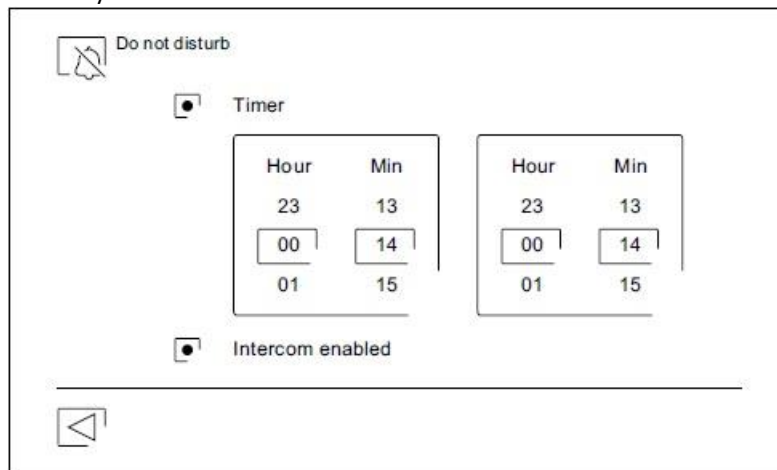 Do not disturb
Timer
Hour Min Hour Min
23 13 23 13
00 14 00 14
01 15 01 15
Intercom enabled